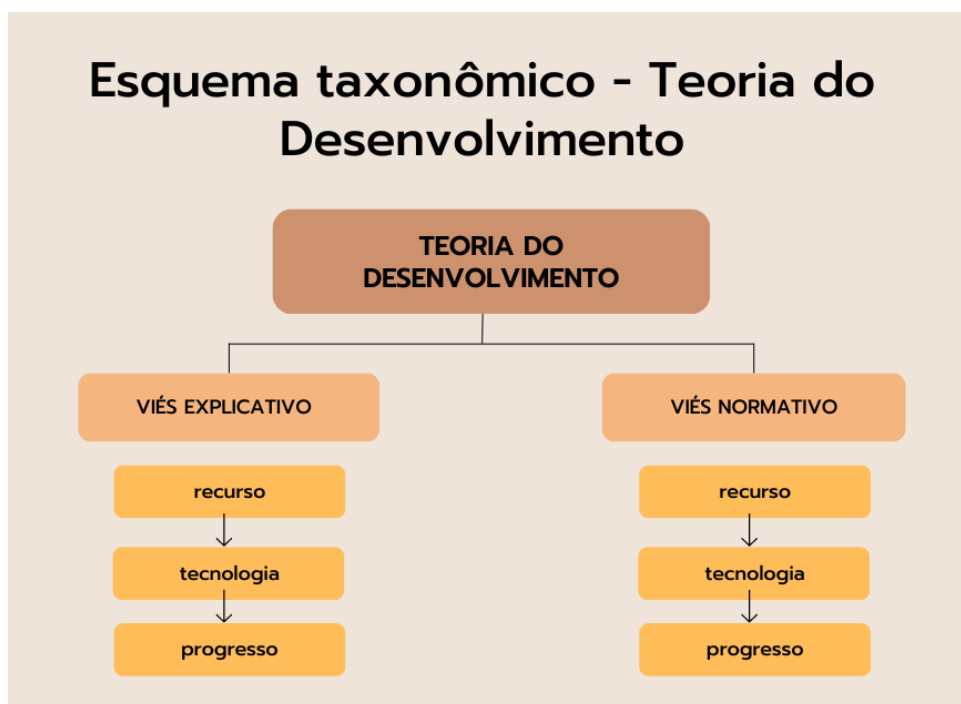 Esquema taxonômico - Teoria do
Desenvolvimento
TEORIA DO
DESENVOLVIMENTO
VIÉS EXPLICATIVO
VIÉS NORMATIVO
recurso
recurso
tecnologia
tecnologia
progresso
progresso